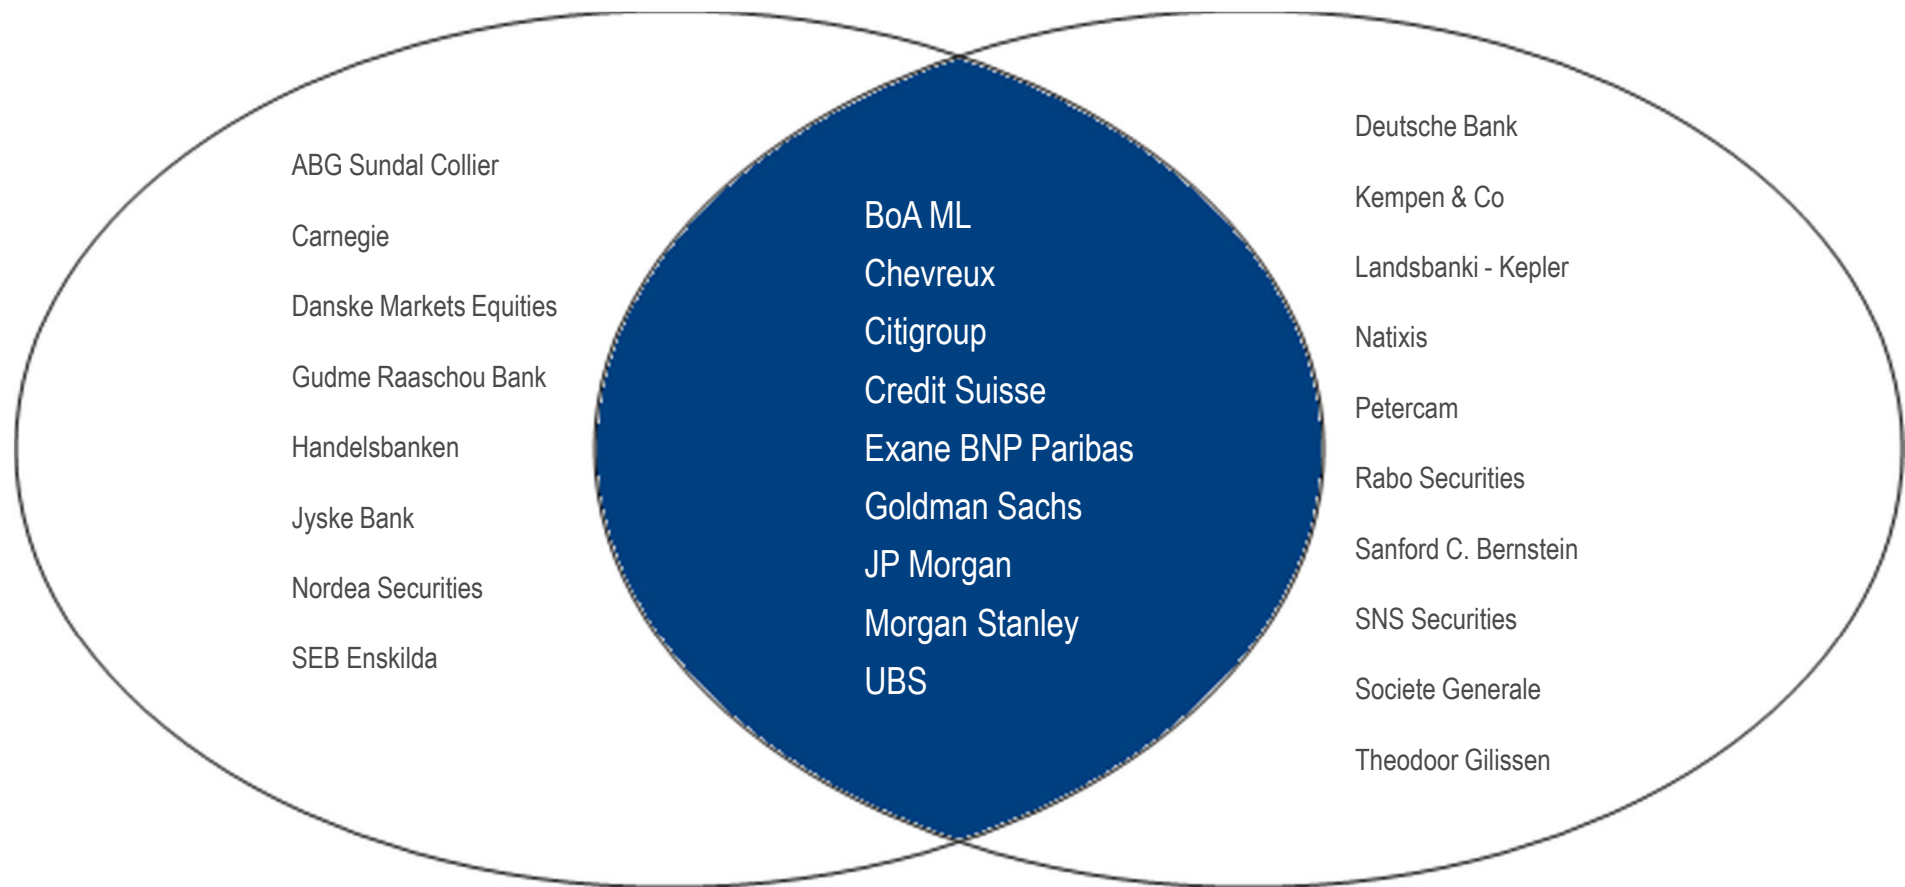 ABG Sundal Collier
Carnegie
Danske Markets Equities
Gudme Raaschou Bank
Handelsbanken
Jyske Bank
Nordea Securities
SEB Enskilda
BoA ML
Chevreux
Citigroup
Credit Suisse
Exane BNP Paribas
Goldman Sachs
JP Morgan
Morgan Stanley
UBS
Deutsche Bank
Kempen & Co
Landsbanki - Kepler
Natixis
Petercam
Rabo Securities
Sanford C. Bernstein
SNS Securities
Societe Generale
Theodoor Gilissen